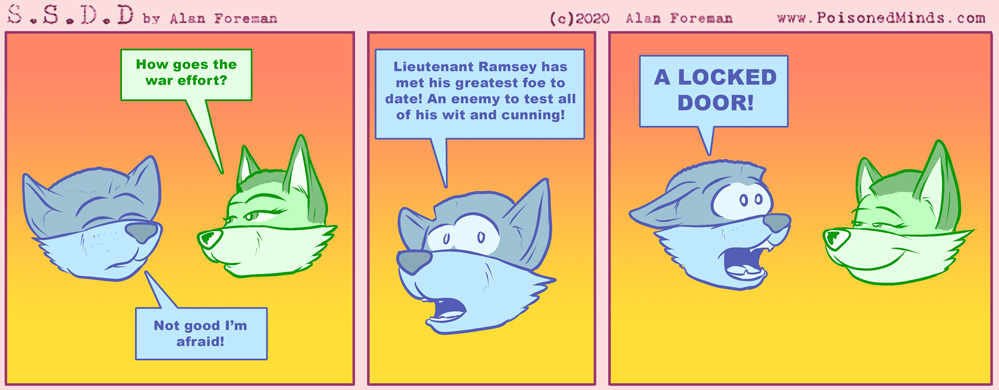 S.S.D.D by Alan Foreman (c)2020 Alan Foreman www.PoisonedMinds.com
How goes the
war effort?
Not good I'm
afraid!
Lieutenant Ramsey has
met his greatest foe to
date! An enemy to test all
of his wit and cunning!
A LOCKED
DOOR!